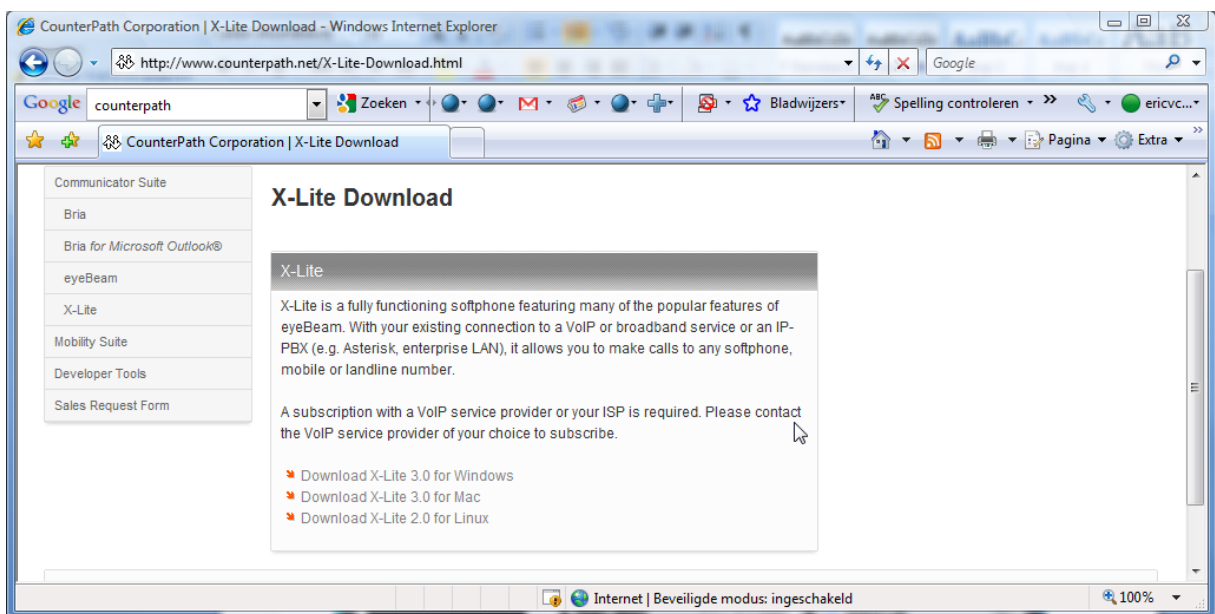 CounterPath Corporation | X-Lite Download - Windows Internet Explorer
http://www.counterpath.net/X-Lite-Download.html
Google
Google
counterpath
Zoeken
Bladwijzers
Spelling controleren
ericvc...
CounterPath Corporation | X-Lite Download
Pagina
Extra
Communicator Suite
Bria
Bria for Microsoft Outlook®
eyeBeam
X-Lite
Mobility Suite
Developer Tools
Sales Request Form
X-Lite Download
X-Lite
X-Lite is a fully functioning softphone featuring many of the popular features of
eyeBeam. With your existing connection to a VoIP or broadband service or an IP-
PBX (e.g. Asterisk, enterprise LAN), it allows you to make calls to any softphone,
mobile or landline number.
A subscription with a VoIP service provider or your ISP is required. Please contact
the VoIP service provider of your choice to subscribe.
Download X-Lite 3.0 for Windows
Download X-Lite 3.0 for Mac
Download X-Lite 2.0 for Linux
Internet | Beveiligde modus: ingeschakeld
100%